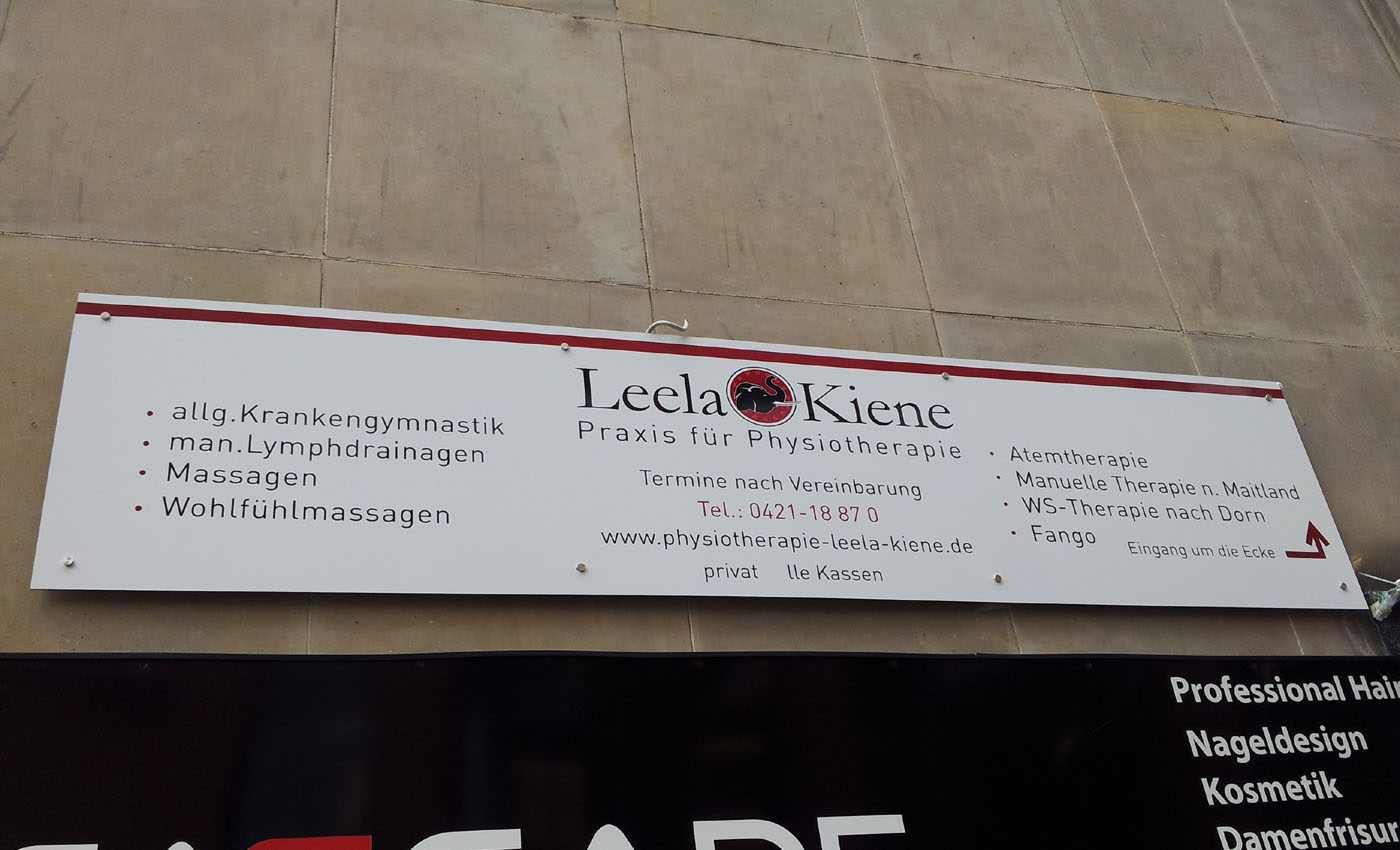 Leela Kiene
Praxis für Physiotherapie
• allg.Krankengymnastik
• man.Lymphdrainagen
• Massagen
• Wohlfühlmassagen
Termine nach Vereinbarung
Tel.: 0421-18 87 0
www.physiotherapie-leela-kiene.de
privat lle Kassen
• Atemtherapie
• Manuelle Therapie n. Maitland
• WS-Therapie nach Dorn
• Fango
Eingang um die Ecke
Professional Hair
Nageldesign
Kosmetik
Damenfrisur